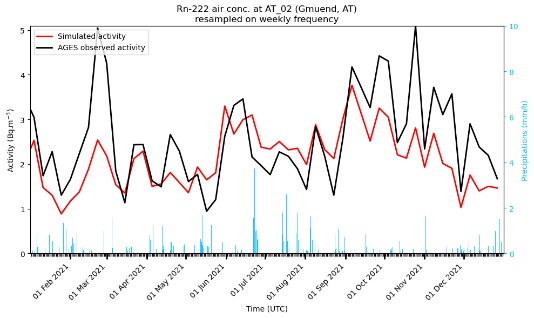 Rn-222 air conc. at AT_02 (Gmuend, AT)
resampled on weekly frequency
Simulated activity
AGES observed activity
Activity (Bq.m⁻³)
5
4
3
2
1
0
Precipitations (mm/h)
10
8
6
4
2
0
01 Feb 2021
01 Mar 2021
01 Apr 2021
01 May 2021
01 Jun 2021
01 Jul 2021
01 Aug 2021
01 Sep 2021
01 Oct 2021
01 Nov 2021
01 Dec 2021
Time (UTC)